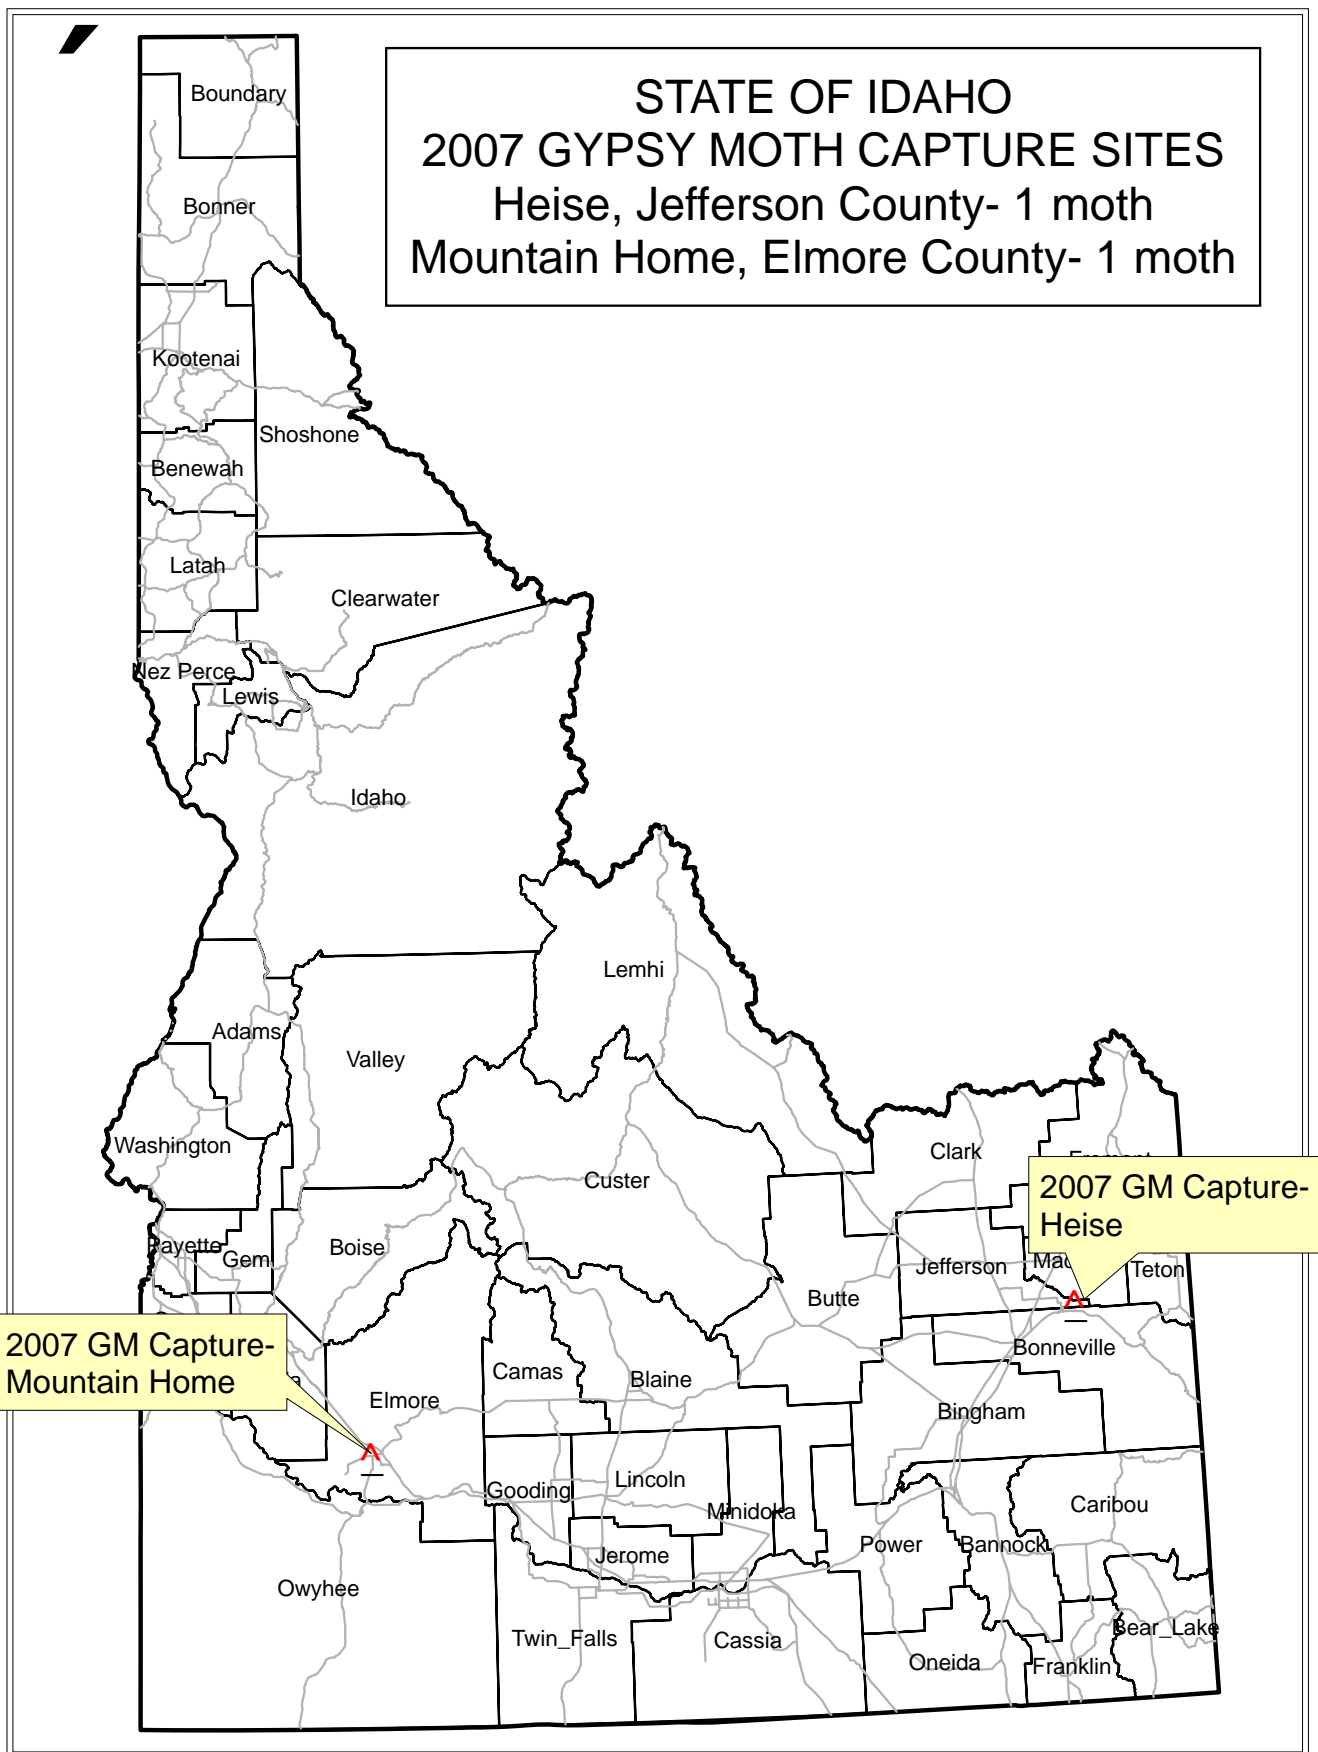 STATE OF IDAHO
2007 GYPSY MOTH CAPTURE SITES
Heise, Jefferson County- 1 moth
Mountain Home, Elmore County- 1 moth
Boundary
Bonner
Kootenai
Shoshone
Benewah
Latah
Clearwater
Nez Perce
Lewis
Idaho
Lemhi
Adams
Valley
Washington
Clark
Custer
2007 GM Capture-
Heise
Payette
Gem
Boise
Jefferson
Teton
Butte
2007 GM Capture-
Mountain Home
Bonneville
Camas
Blaine
Elmore
Bingham
Gooding
Lincoln
Minidoka
Caribou
Power
Bannock
Jerome
Owyhee
Twin_Falls
Cassia
Bear_Lake
Oneida
Franklin